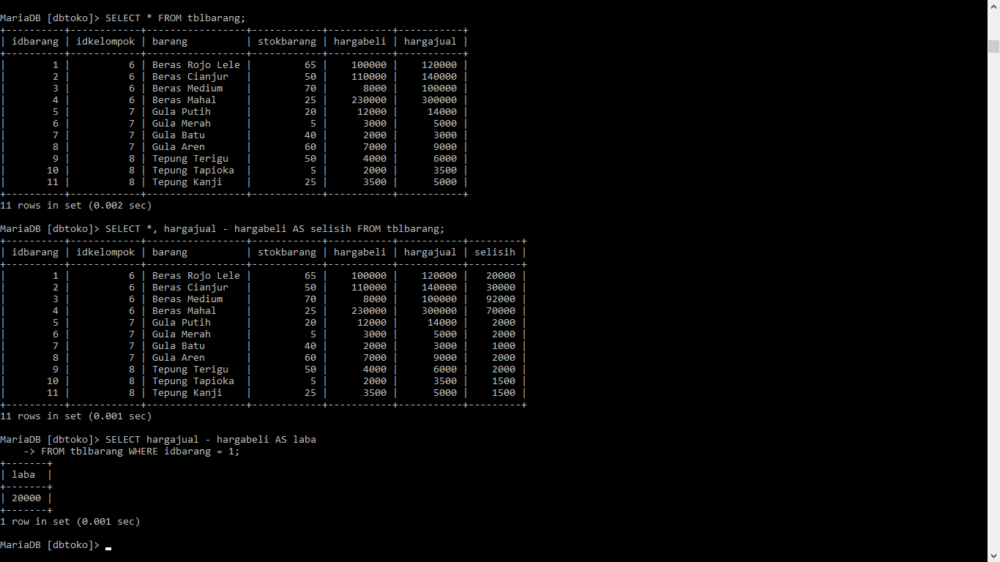 MariaDB [dbtoko]> SELECT * FROM tblbarang;
+----------+------------+-----------------+------------+-----------+-----------+
| idbarang | idkelompok | barang          | stokbarang | hargabeli | hargajual |
+----------+------------+-----------------+------------+-----------+-----------+
|        1 |          6 | Beras Rojo Lele |         65 |    100000 |    120000 |
|        2 |          6 | Beras Cianjur   |         50 |    110000 |    140000 |
|        3 |          6 | Beras Medium    |         70 |      8000 |    100000 |
|        4 |          6 | Beras Mahal     |         25 |    230000 |    300000 |
|        5 |          7 | Gula Putih      |         20 |     12000 |     14000 |
|        6 |          7 | Gula Merah      |          5 |      3000 |      5000 |
|        7 |          7 | Gula Batu       |         40 |      2000 |      3000 |
|        8 |          7 | Gula Aren       |         60 |      7000 |      9000 |
|        9 |          8 | Tepung Terigu   |         50 |      4000 |      6000 |
|       10 |          8 | Tepung Tapioka  |          5 |      2000 |      3500 |
|       11 |          8 | Tepung Kanji    |         25 |      3500 |      5000 |
+----------+------------+-----------------+------------+-----------+-----------+
11 rows in set (0.002 sec)
MariaDB [dbtoko]> SELECT *, hargajual - hargabeli AS selisih FROM tblbarang;
+----------+------------+-----------------+------------+-----------+-----------+---------+
| idbarang | idkelompok | barang          | stokbarang | hargabeli | hargajual | selisih |
+----------+------------+-----------------+------------+-----------+-----------+---------+
|        1 |          6 | Beras Rojo Lele |         65 |    100000 |    120000 |   20000 |
|        2 |          6 | Beras Cianjur   |         50 |    110000 |    140000 |   30000 |
|        3 |          6 | Beras Medium    |         70 |      8000 |    100000 |   92000 |
|        4 |          6 | Beras Mahal     |         25 |    230000 |    300000 |   70000 |
|        5 |          7 | Gula Putih      |         20 |     12000 |     14000 |    2000 |
|        6 |          7 | Gula Merah      |          5 |      3000 |      5000 |    2000 |
|        7 |          7 | Gula Batu       |         40 |      2000 |      3000 |    1000 |
|        8 |          7 | Gula Aren       |         60 |      7000 |      9000 |    2000 |
|        9 |          8 | Tepung Terigu   |         50 |      4000 |      6000 |    2000 |
|       10 |          8 | Tepung Tapioka  |          5 |      2000 |      3500 |    1500 |
|       11 |          8 | Tepung Kanji    |         25 |      3500 |      5000 |    1500 |
+----------+------------+-----------------+------------+-----------+-----------+---------+
11 rows in set (0.001 sec)
MariaDB [dbtoko]> SELECT hargajual - hargabeli AS laba
    -> FROM tblbarang WHERE idbarang = 1;
+-------+
| laba  |
+-------+
| 20000 |
+-------+
1 row in set (0.001 sec)
MariaDB [dbtoko]> _